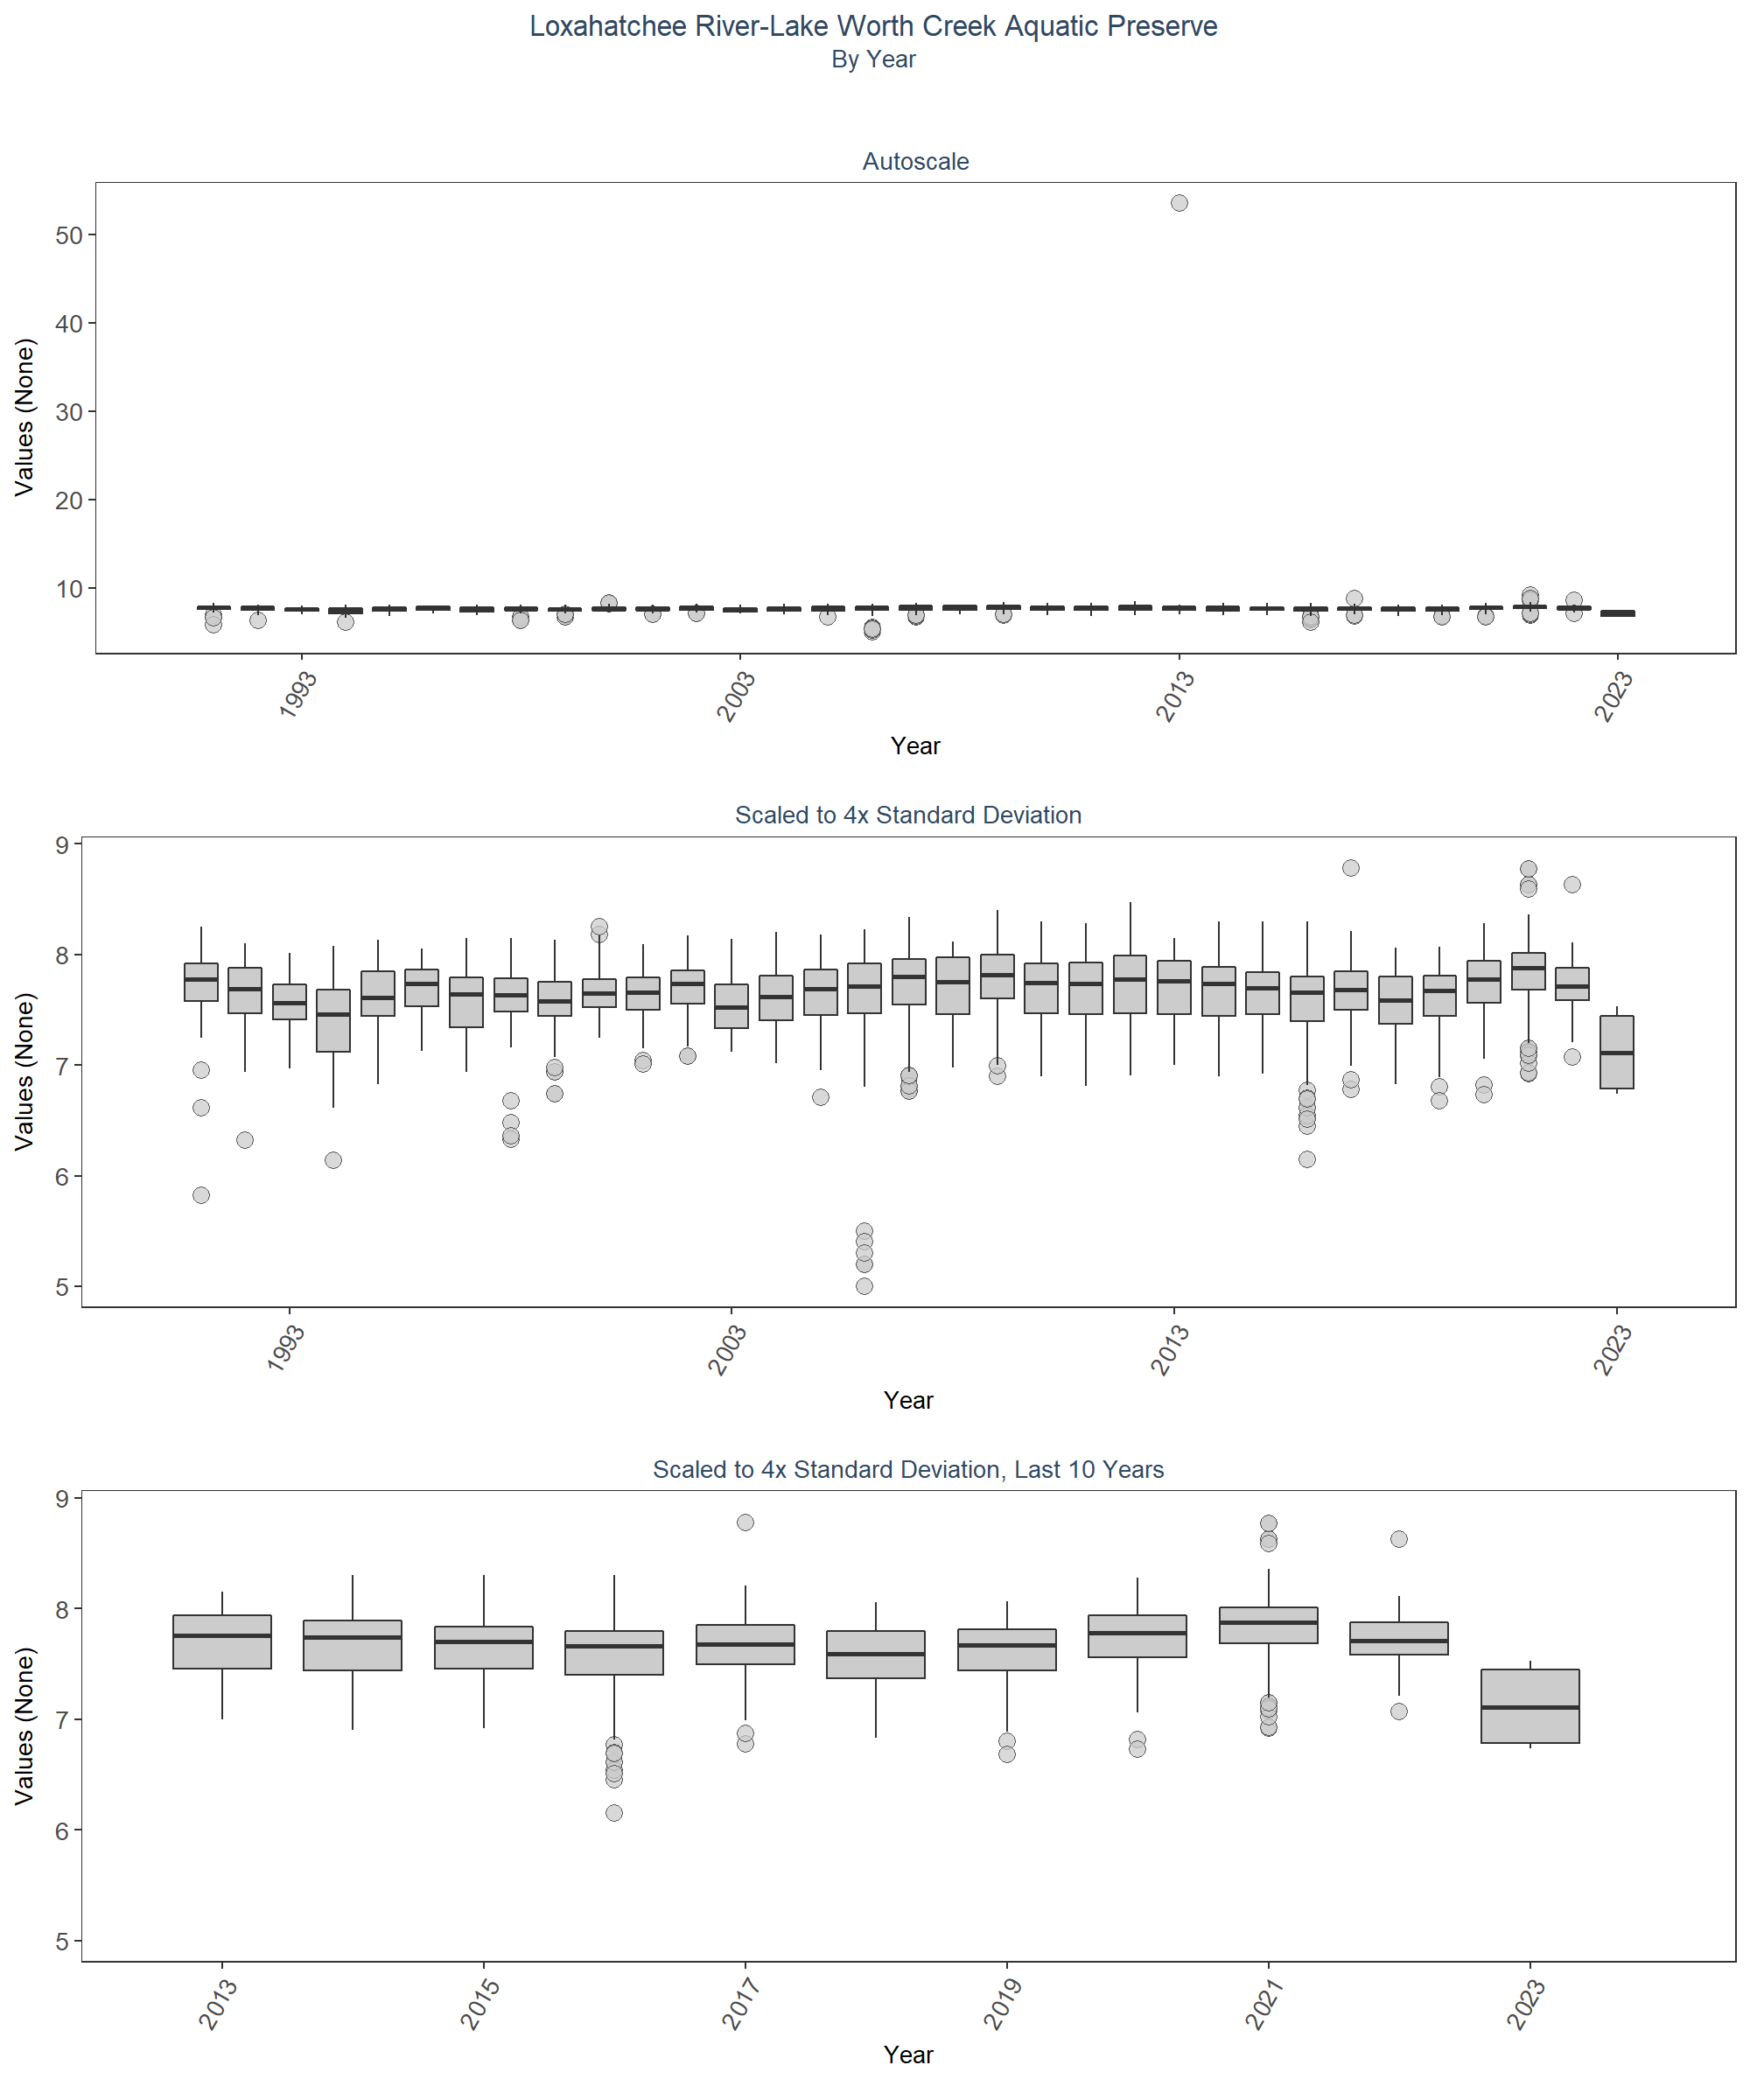 Loxahatchee River-Lake Worth Creek Aquatic Preserve
By Year
Autoscale
Values (None)
50
40
30
20
10
1993
2003
2013
2023
Year
Scaled to 4x Standard Deviation
Values (None)
9
8
7
6
5
1993
2003
2013
2023
Year
Scaled to 4x Standard Deviation, Last 10 Years
Values (None)
9
8
7
6
5
2013
2015
2017
2019
2021
2023
Year